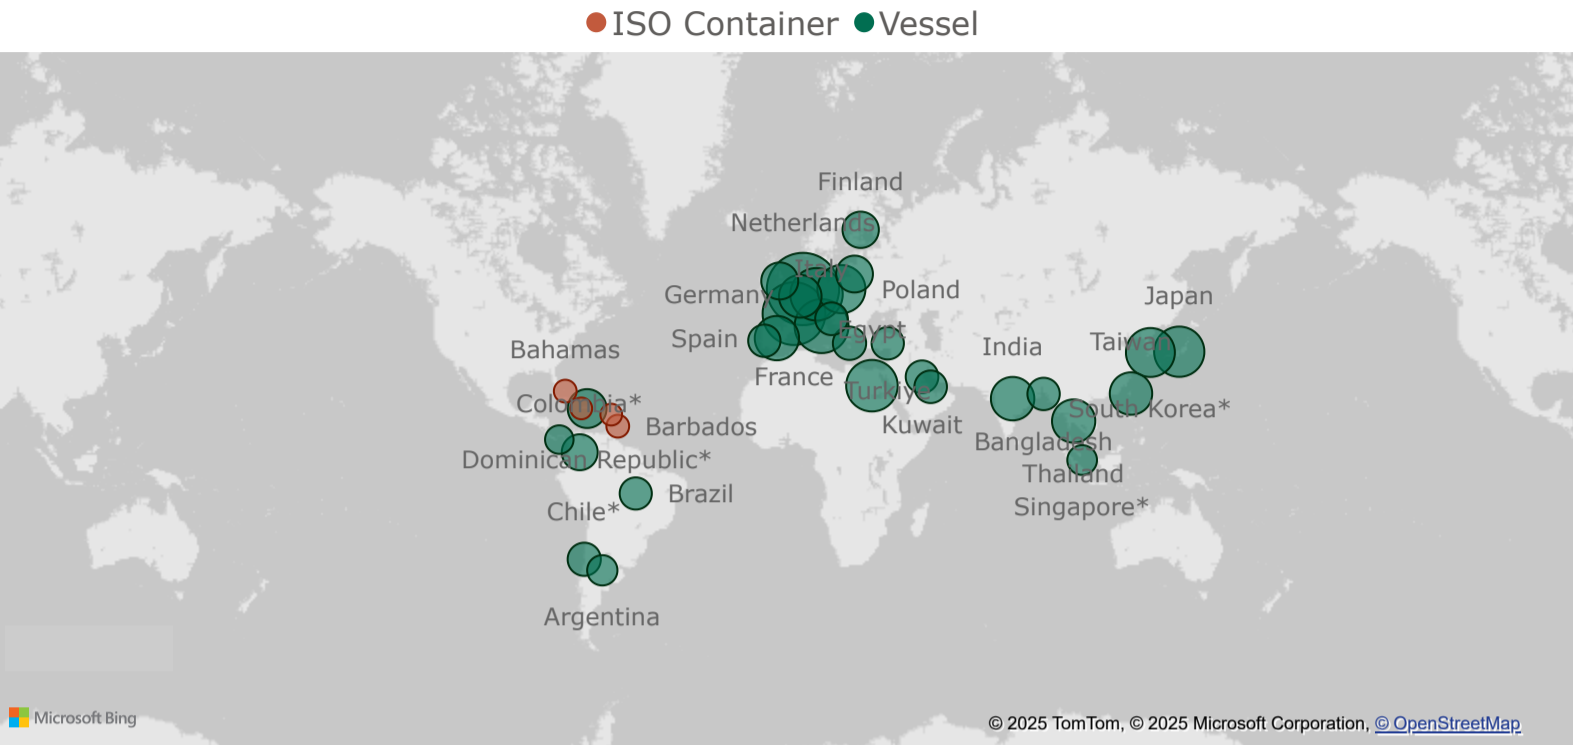 ISO Container Vessel
Finland
Netherlands
Italy
Germany
Poland
Japan
Spain
Egypt
Taiwan
India
Bahamas
France
Turkiye
Colombia*
South Korea*
Barbados
Kuwait
Bangladesh
Dominican Republic*
Thailand
Brazil
Singapore*
Chile*
Argentina
Microsoft Bing
© 2025 TomTom, © 2025 Microsoft Corporation, © OpenStreetMap